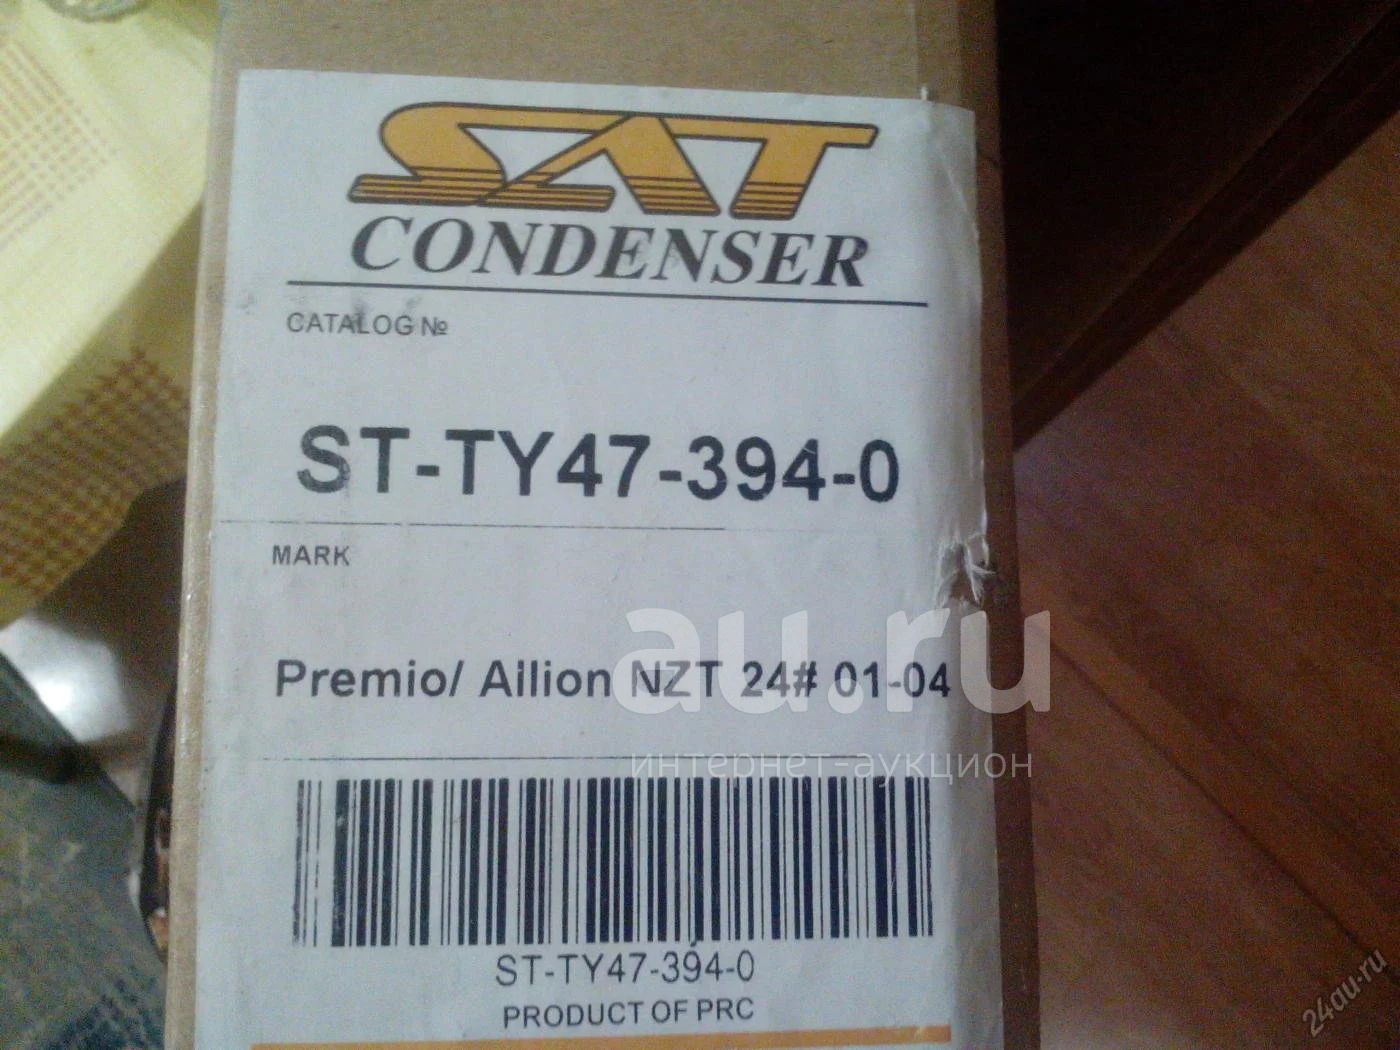 SAT
CONDENSER
CATALOG №
ST-TY47-394-0
MARK
Premio/ Ailion NZT 24# 01-04
au.ru
интернет-аукцион
ST-TY47-394-0
PRODUCT OF PRC
24au.ru